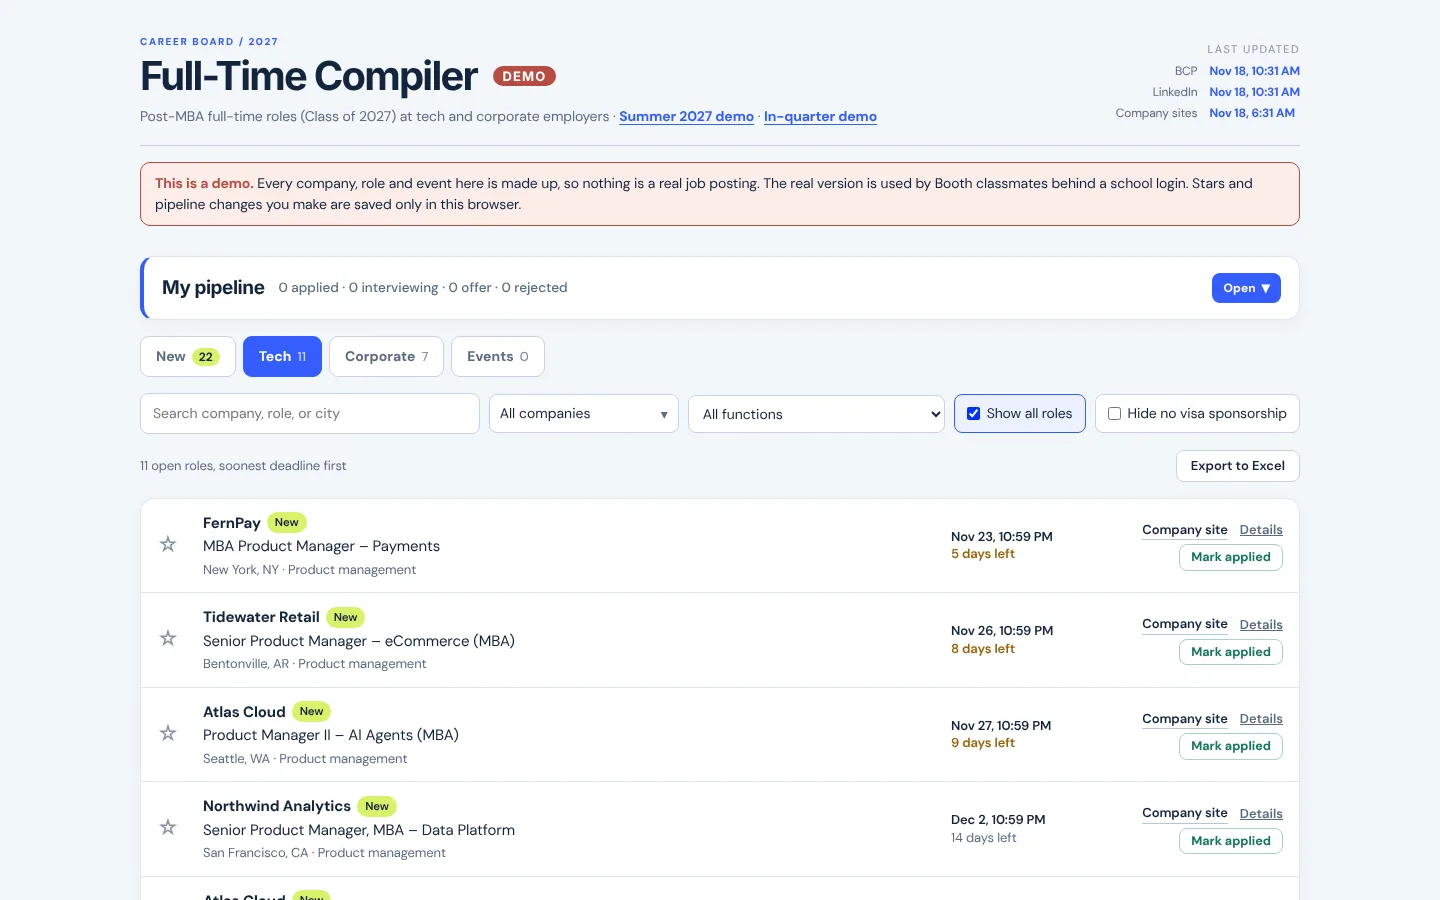 CAREER BOARD / 2027
Full-Time Compiler DEMO
Post-MBA full-time roles (Class of 2027) at tech and corporate employers · Summer 2027 demo · In-quarter demo
LAST UPDATED
BCP Nov 18, 10:31 AM
LinkedIn Nov 18, 10:31 AM
Company sites Nov 18, 6:31 AM
This is a demo. Every company, role and event here is made up, so nothing is a real job posting. The real version is used by Booth classmates behind a school login. Stars and
pipeline changes you make are saved only in this browser.
My pipeline 0 applied · 0 interviewing · 0 offer · 0 rejected Open ▼
New 22 Tech 11 Corporate 7 Events 0
Search company, role, or city All companies ▾ All functions Show all roles Hide no visa sponsorship
11 open roles, soonest deadline first Export to Excel
FernPay New
MBA Product Manager – Payments
New York, NY · Product management
Nov 23, 10:59 PM
5 days left
Company site Details
Mark applied
Tidewater Retail New
Senior Product Manager – eCommerce (MBA)
Bentonville, AR · Product management
Nov 26, 10:59 PM
8 days left
Company site Details
Mark applied
Atlas Cloud New
Product Manager II – AI Agents (MBA)
Seattle, WA · Product management
Nov 27, 10:59 PM
9 days left
Company site Details
Mark applied
Northwind Analytics New
Senior Product Manager, MBA – Data Platform
San Francisco, CA · Product management
Dec 2, 10:59 PM
14 days left
Company site Details
Mark applied
Atlas Cloud New